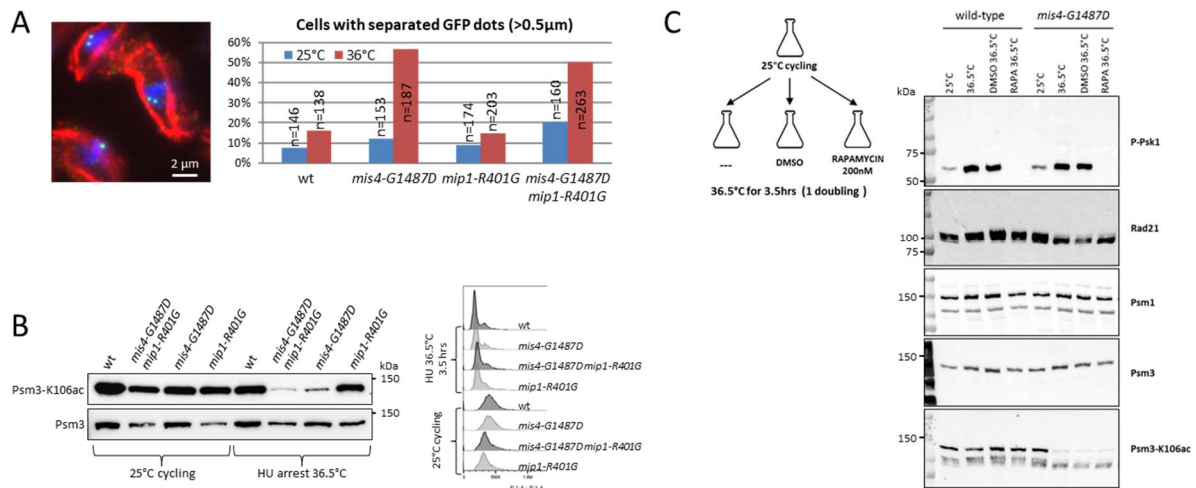 A
2 µm
Cells with separated GFP dots (>0.5µm)
60%
50%
40%
30%
20%
10%
0%
25°C 36°C
n=146
n=138
n=153
n=187
n=174
n=203
n=160
n=263
wt
mis4-G1487D
mip1-R401G
mis4-G1487D
mip1-R401G
B
wt
mis4-G1487D
mip1-R401G
mis4-G1487D
mip1-R401G
wt
mis4-G1487D
mip1-R401G
mis4-G1487D
mip1-R401G
kDa
Psm3-K106ac
150
Psm3
150
25°C cycling
HU arrest 36.5°C
HU 36.5°C
3.5 hrs
25°C cycling
wt
mis4-G1487D
mis4-G1487D mip1-R401G
mip1-R401G
wt
mis4-G1487D
mis4-G1487D mip1-R401G
mip1-R401G
0
500K
1.0M
C
25°C cycling
---
DMSO
RAPAMYCIN
200nM
36.5°C for 3.5hrs (1 doubling )
wild-type
mis4-G1487D
25°C
36.5°C
DMSO 36.5°C
RAPA 36.5°C
25°C
36.5°C
DMSO 36.5°C
RAPA 36.5°C
kDa
75
50
P-Psk1
100
75
Rad21
150
Psm1
150
Psm3
150
Psm3-K106ac